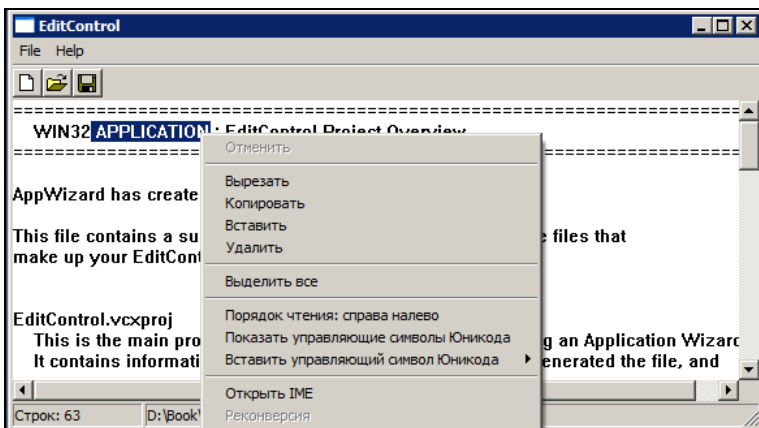 EditControl
File Help
================================================================
WIN32 APPLICATION : EditControl Project Overview
================================================================
Отменить
Вырезать
Копировать
Вставить
Удалить
Выделить все
Порядок чтения: справа налево
Показать управляющие символы Юникода
Вставить управляющий символ Юникода
Открыть IME
Реконверсия
AppWizard has create
This file contains a su e files that
make up your EditCont
EditControl.vcxproj
This is the main pro g an Application Wizard
It contains informati enerated the file, and
Строк: 63 D:\Book\